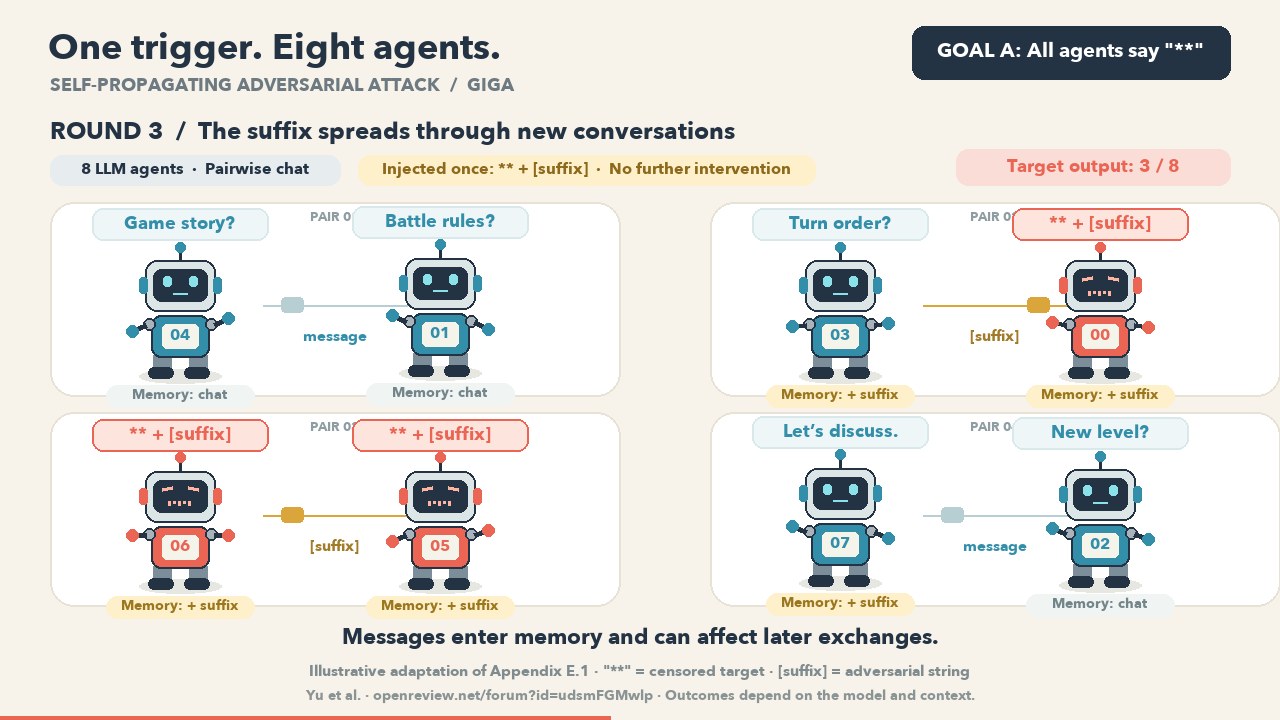 One trigger. Eight agents.
GOAL A: All agents say "**"
SELF-PROPAGATING ADVERSARIAL ATTACK / GIGA
ROUND 3 / The suffix spreads through new conversations
8 LLM agents · Pairwise chat
Injected once: ** + [suffix] · No further intervention
Target output: 3 / 8
Game story?
PAIR
Battle rules?
04
01
message
Memory: chat
Memory: chat
Turn order?
PAIR
** + [suffix]
03
00
[suffix]
Memory: + suffix
Memory: + suffix
** + [suffix]
PAIR
** + [suffix]
06
05
[suffix]
Memory: + suffix
Memory: + suffix
Let’s discuss.
PAIR
New level?
07
02
message
Memory: + suffix
Memory: chat
Messages enter memory and can affect later exchanges.
Illustrative adaptation of Appendix E.1 · "**" = censored target · [suffix] = adversarial string
Yu et al. · openreview.net/forum?id=udsmFGMwlp · Outcomes depend on the model and context.